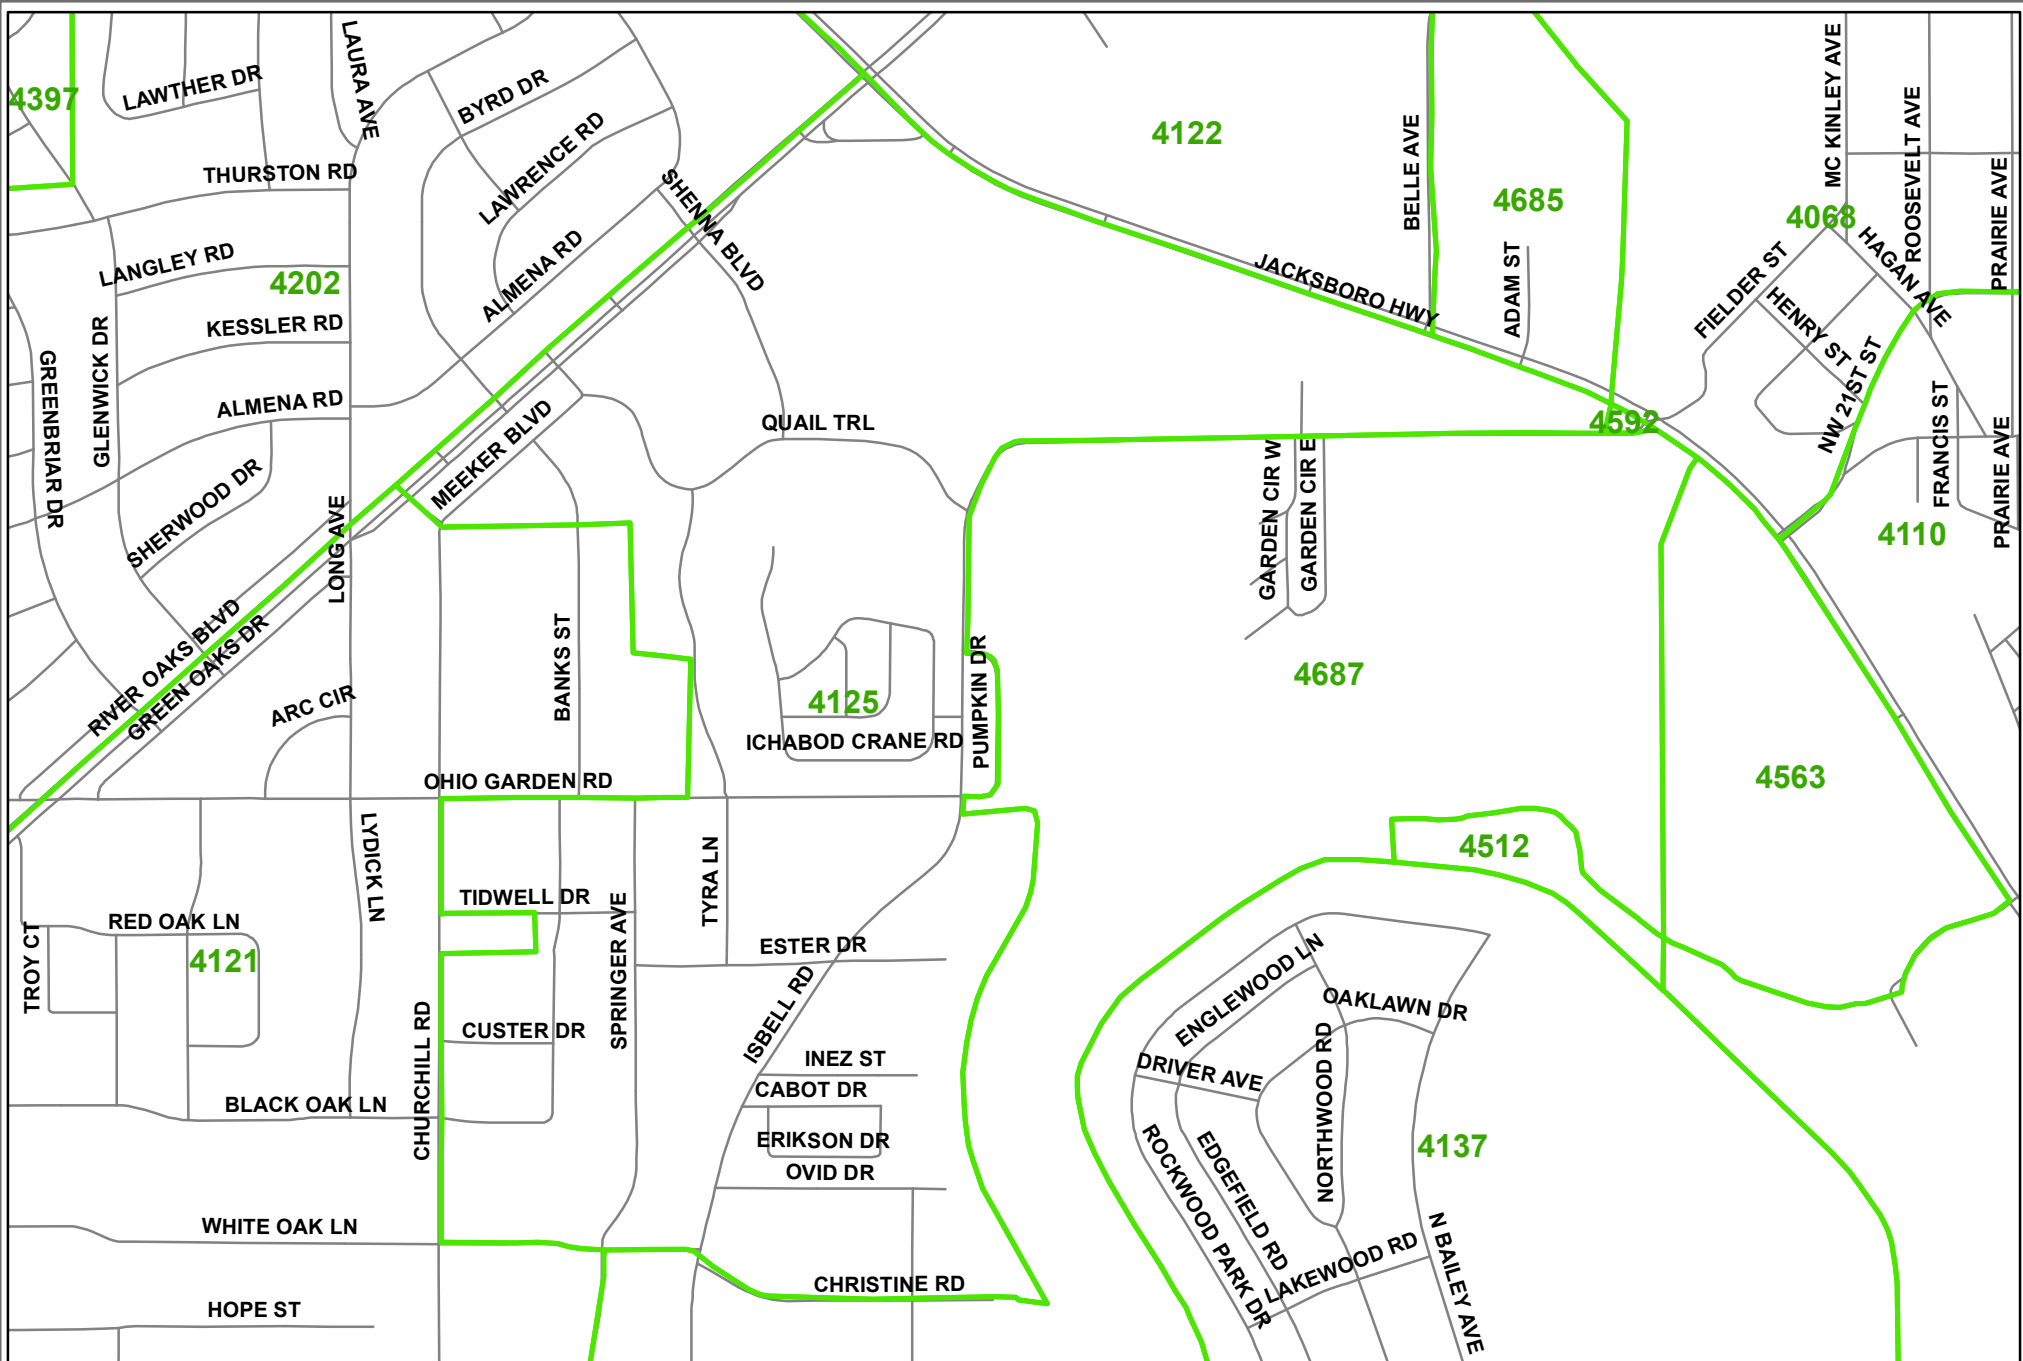 LAWTHER DR
LAURA AVE
BYRD DR
4397
4122
BELLE AVE
MC KINLEY AVE
ROOSEVELT AVE
PRAIRIE AVE
THURSTON RD
LAWRENCE RD
SHENNA BLVD
4685
4068
HAGAN AVE
LANGLEY RD
4202
ALMENA RD
JACKSBORO HWY
ADAM ST
FIELDER ST
HENRY ST
KESSLER RD
GLENWICK DR
GREENBRIAR DR
ALMENA RD
MEEKER BLVD
QUAIL TRL
4592
NW 21ST ST
FRANCIS ST
PRAIRIE AVE
SHERWOOD DR
LONG AVE
GARDEN CIR W
GARDEN CIR E
4110
RIVER OAKS BLVD
GREEN OAKS DR
BANKS ST
PUMPKIN DR
4687
ARC CIR
4125
ICHABOD CRANE RD
OHIO GARDEN RD
4563
LYDICK LN
TYRA LN
4512
TIDWELL DR
SPRINGER AVE
RED OAK LN
TROY CT
4121
ESTER DR
ISBELL RD
ENGLEWOOD LN
OAKLAWN DR
CHURCHILL RD
CUSTER DR
INEZ ST
DRIVER AVE
NORTHWOOD RD
CABOT DR
BLACK OAK LN
ERIKSON DR
4137
OVID DR
ROCKWOOD PARK DR
EDGEFIELD RD
WHITE OAK LN
N BAILEY AVE
LAKEWOOD RD
CHRISTINE RD
HOPE ST